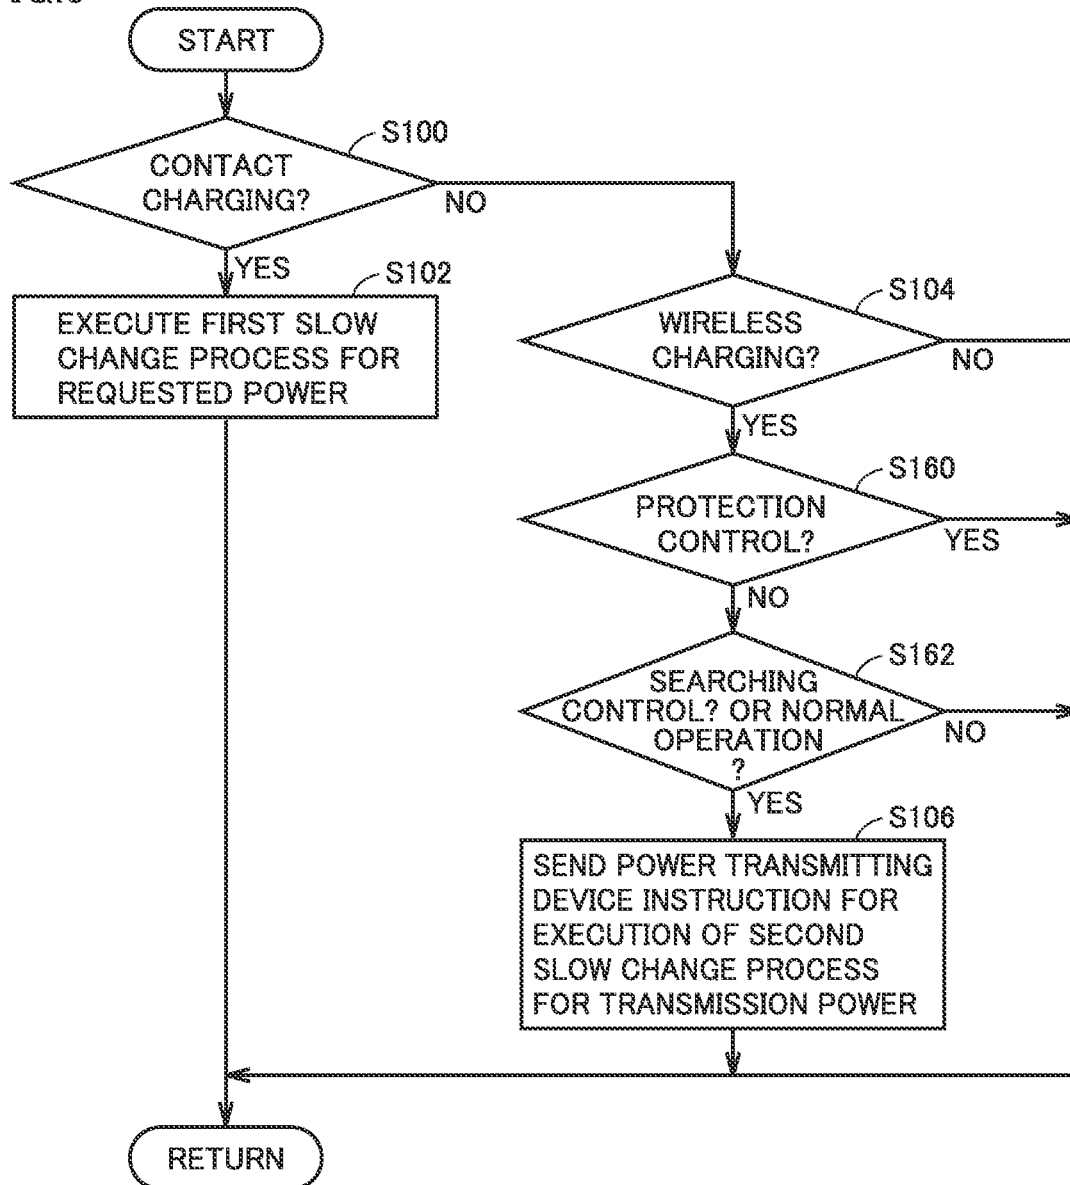 START
S100
CONTACT
CHARGING?
NO
YES
S102
EXECUTE FIRST SLOW
CHANGE PROCESS FOR
REQUESTED POWER
S104
WIRELESS
CHARGING?
NO
YES
S160
PROTECTION
CONTROL?
YES
NO
S162
SEARCHING
CONTROL? OR NORMAL
OPERATION
?
NO
YES
S106
SEND POWER TRANSMITTING
DEVICE INSTRUCTION FOR
EXECUTION OF SECOND
SLOW CHANGE PROCESS
FOR TRANSMISSION POWER
RETURN